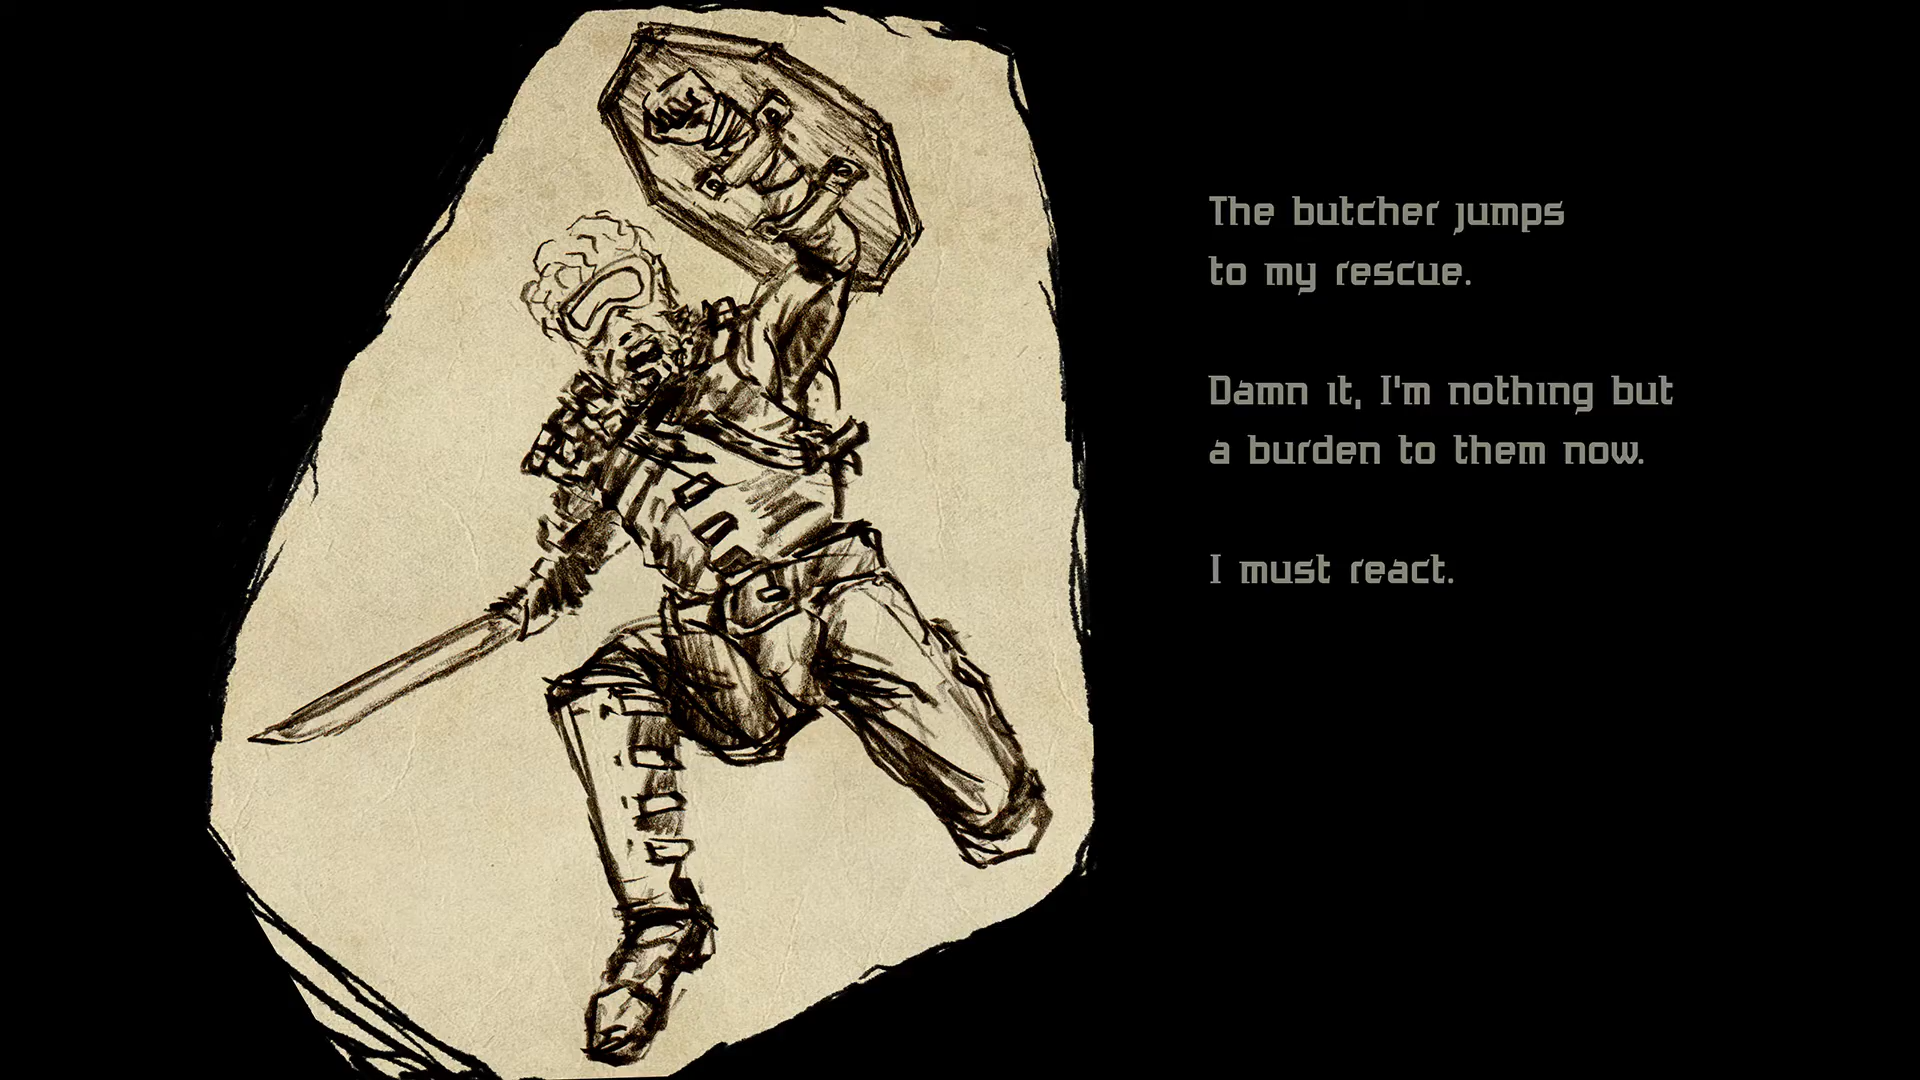 The butcher jumps
to my rescue.
Damn it, I'm nothing but
a burden to them now.
I must react.